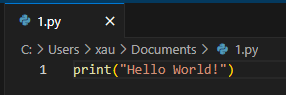 1.py ×
C: > Users > xau > Documents > 1.py
1 print("Hello World!")